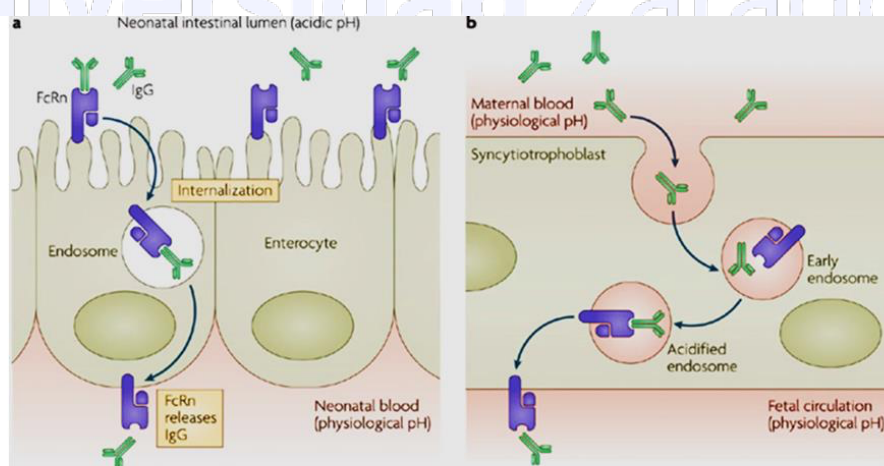 a
Neonatal intestinal lumen (acidic pH)
FcRn
IgG
Internalization
Endosome
Enterocyte
FcRn
releases
IgG
Neonatal blood
(physiological pH)
b
Maternal blood
(physiological pH)
Syncytiotrophoblast
Early
endosome
Acidified
endosome
Fetal circulation
(physiological pH)